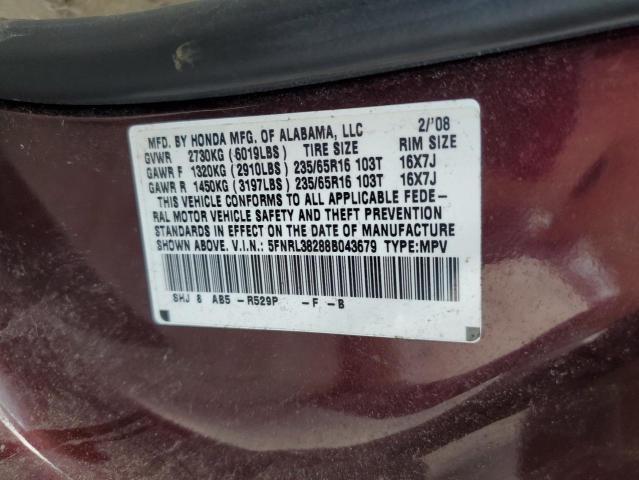 MFD. BY HONDA MFG. OF ALABAMA, LLC 2/'08
GVWR 2730KG (6019LBS) TIRE SIZE RIM SIZE
GAWR F 1320KG (2910LBS) 235/65R16 103T 16X7J
GAWR R 1450KG (3197LBS) 235/65R16 103T 16X7J
THIS VEHICLE CONFORMS TO ALL APPLICABLE FEDE-
RAL MOTOR VEHICLE SAFETY AND THEFT PREVENTION
STANDARDS IN EFFECT ON THE DATE OF MANUFACTURE
SHOWN ABOVE. V.I.N.: 5FNRL38288B043679 TYPE:MPV
SHJ 8 AB5 -R529P -F -B